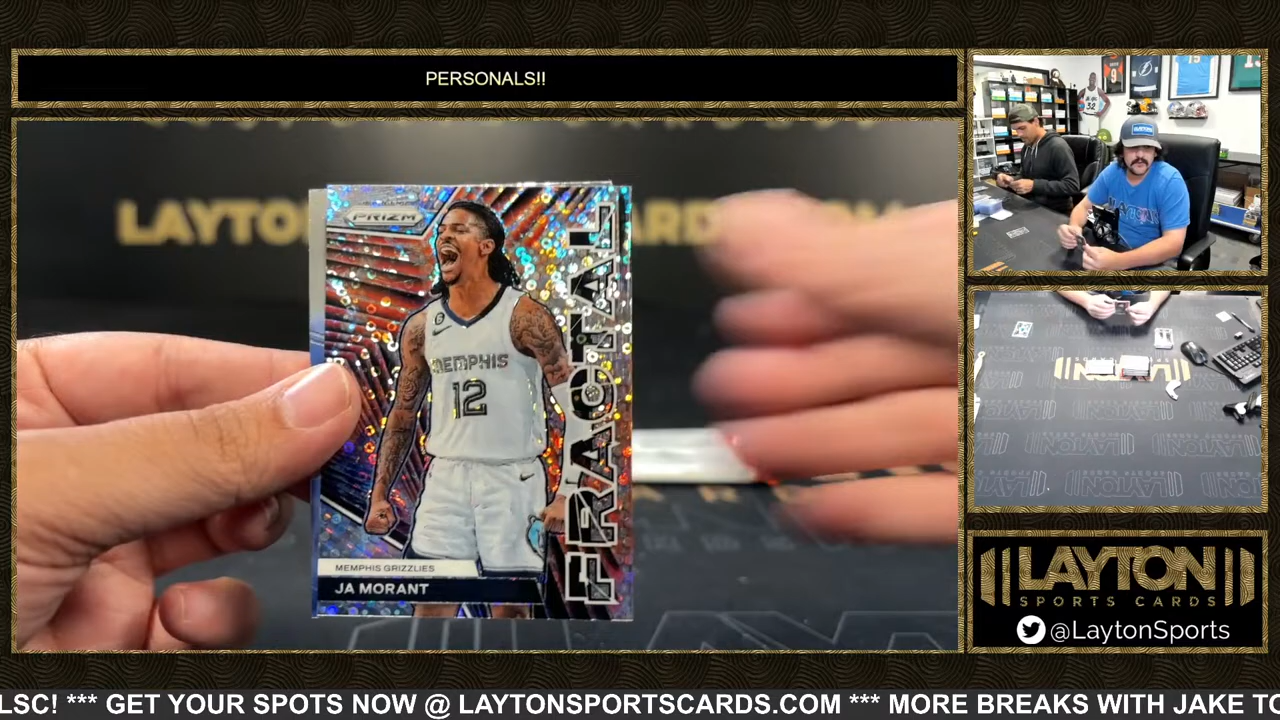 PERSONALS!!
LAYTON
PRIZM
FRACTAL
MEMPHIS
12
MEMPHIS GRIZZLIES
JA MORANT
LAYTON
SPORTS CARDS
@LaytonSports
LSC! *** GET YOUR SPOTS NOW @ LAYTONSPORTSCARDS.COM *** MORE BREAKS WITH JAKE TO